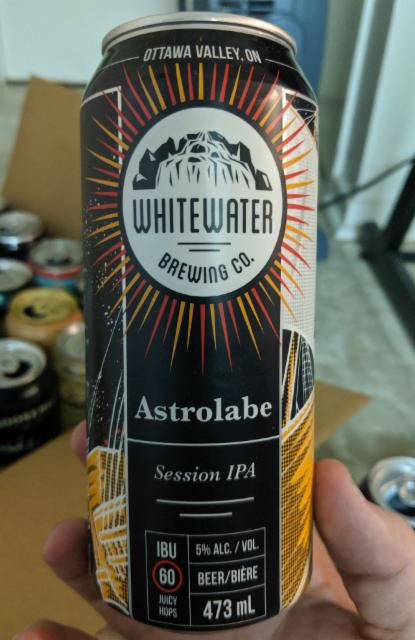 OTTAWA VALLEY, ON
WHITEWATER
BREWING CO.
Astrolabe
Session IPA
IBU
60
JUICY
HOPS
5% ALC. / VOL.
BEER/BIÈRE
473 mL